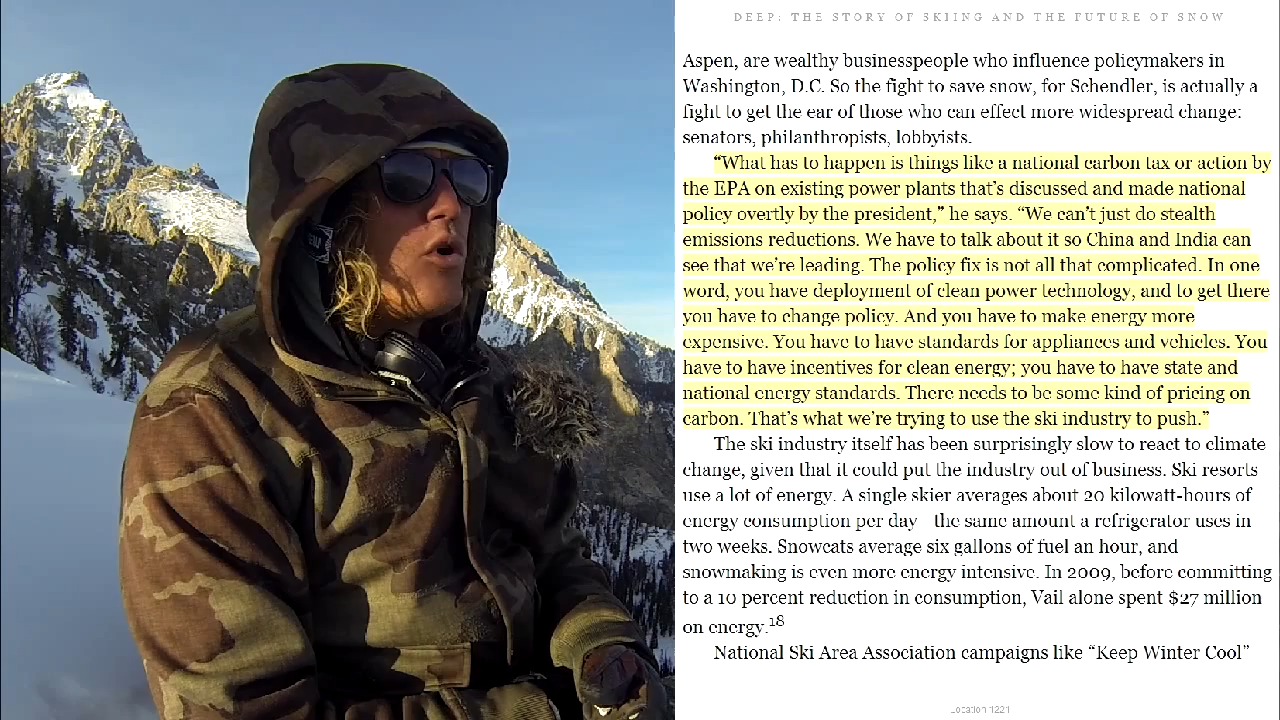 DEEP: THE STORY OF SKIING AND THE FUTURE OF SNOW
Aspen, are wealthy businesspeople who influence policymakers in
Washington, D.C. So the fight to save snow, for Schendler, is actually a
fight to get the ear of those who can effect more widespread change:
senators, philanthropists, lobbyists.
“What has to happen is things like a national carbon tax or action by
the EPA on existing power plants that’s discussed and made national
policy overtly by the president,” he says. “We can’t just do stealth
emissions reductions. We have to talk about it so China and India can
see that we’re leading. The policy fix is not all that complicated. In one
word, you have deployment of clean power technology, and to get there
you have to change policy. And you have to make energy more
expensive. You have to have standards for appliances and vehicles. You
have to have incentives for clean energy; you have to have state and
national energy standards. There needs to be some kind of pricing on
carbon. That’s what we’re trying to use the ski industry to push.”
The ski industry itself has been surprisingly slow to react to climate
change, given that it could put the industry out of business. Ski resorts
use a lot of energy. A single skier averages about 20 kilowatt-hours of
energy consumption per day the same amount a refrigerator uses in
two weeks. Snowcats average six gallons of fuel an hour, and
snowmaking is even more energy intensive. In 2009, before committing
to a 10 percent reduction in consumption, Vail alone spent $27 million
on energy.18
National Ski Area Association campaigns like “Keep Winter Cool”
Location 1221